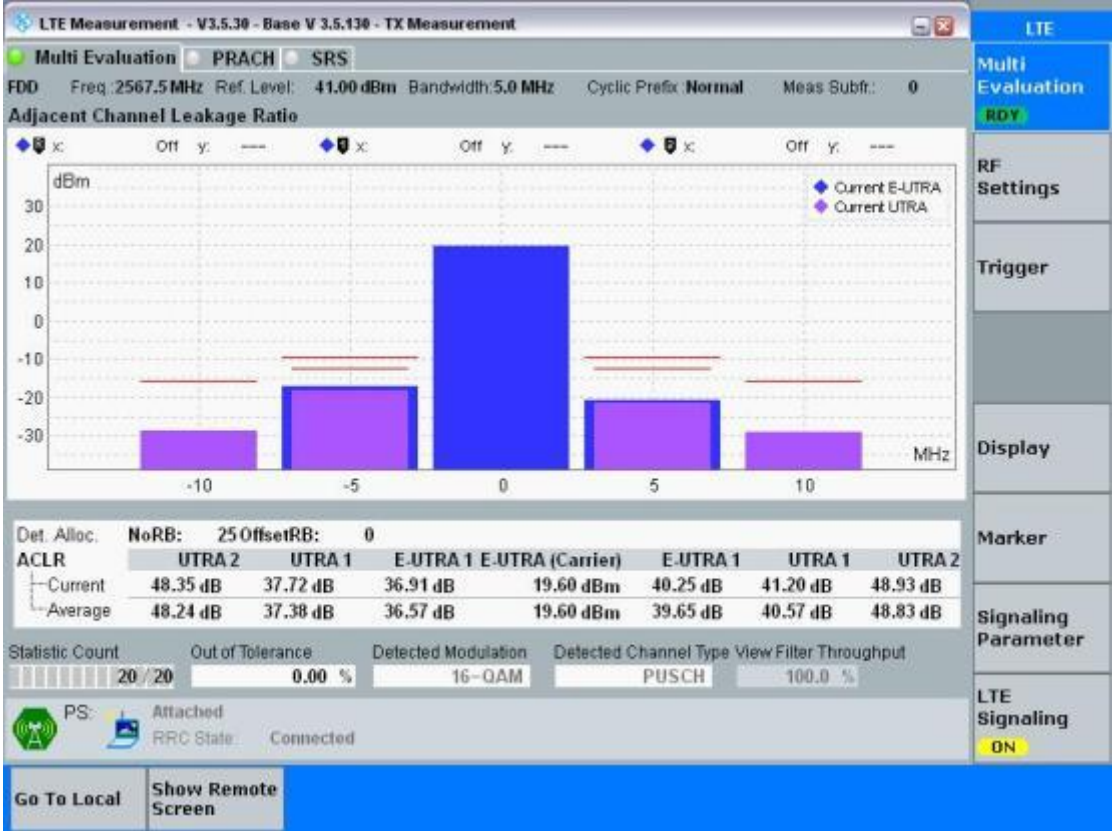 LTE Measurement - V3.5.30 - Base V 3.5.130 - TX Measurement
LTE
Multi Evaluation PRACH SRS
Multi
Evaluation
RDY
FDD Freq.:2567.5 MHz Ref. Level: 41.00 dBm Bandwidth:5.0 MHz Cyclic Prefix :Normal Meas Subfr.: 0
Adjacent Channel Leakage Ratio
x: Off y: --- x: Off y: --- x: Off y: ---
dBm
Current E-UTRA
Current UTRA
RF
Settings
30
20
10
0
-10
-20
-30
MHz
-10 -5 0 5 10
Trigger
Display
Det. Alloc. NoRB: 25 OffsetRB: 0
ACLR UTRA 2 UTRA 1 E-UTRA 1 E-UTRA (Carrier) E-UTRA 1 UTRA 1 UTRA 2
Current 48.35 dB 37.72 dB 36.91 dB 19.60 dBm 40.25 dB 41.20 dB 48.93 dB
Average 48.24 dB 37.38 dB 36.57 dB 19.60 dBm 39.65 dB 40.57 dB 48.83 dB
Marker
Signaling
Parameter
Statistic Count Out of Tolerance Detected Modulation Detected Channel Type View Filter Throughput
20 / 20 0.00 % 16-QAM PUSCH 100.0 %
PS: Attached
RRC State: Connected
LTE
Signaling
ON
Go To Local
Show Remote
Screen